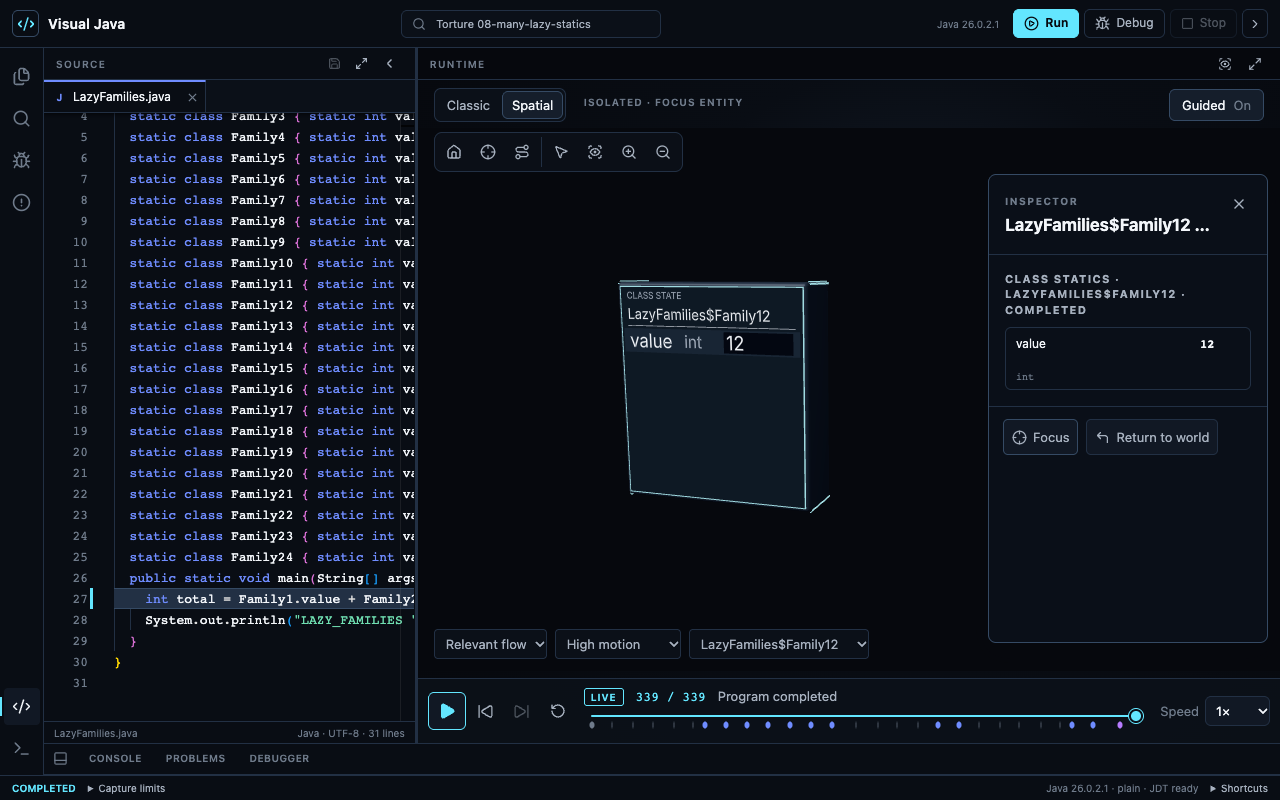 Visual Java
Torture 08-many-lazy-statics
Java 26.0.2.1
Run
Debug
Stop
SOURCE
J LazyFamilies.java
4 static class Family3 { static int val
5 static class Family4 { static int val
6 static class Family5 { static int val
7 static class Family6 { static int val
8 static class Family7 { static int val
9 static class Family8 { static int val
10 static class Family9 { static int val
11 static class Family10 { static int va
12 static class Family11 { static int va
13 static class Family12 { static int va
14 static class Family13 { static int va
15 static class Family14 { static int va
16 static class Family15 { static int va
17 static class Family16 { static int va
18 static class Family17 { static int va
19 static class Family18 { static int va
20 static class Family19 { static int va
21 static class Family20 { static int va
22 static class Family21 { static int va
23 static class Family22 { static int va
24 static class Family23 { static int va
25 static class Family24 { static int va
26 public static void main(String[] args
27 int total = Family1.value + Family2
28 System.out.println("LAZY_FAMILIES "
29 }
30 }
31
LazyFamilies.java
Java · UTF-8 · 31 lines
RUNTIME
Classic
Spatial
ISOLATED · FOCUS ENTITY
Guided On
CLASS STATE
LazyFamilies$Family12
value int 12
INSPECTOR
LazyFamilies$Family12 ...
CLASS STATICS ·
LAZYFAMILIES$FAMILY12 ·
COMPLETED
value 12
int
Focus
Return to world
Relevant flow
High motion
LazyFamilies$Family12
LIVE 339 / 339 Program completed
Speed 1×
CONSOLE
PROBLEMS
DEBUGGER
COMPLETED
Capture limits
Java 26.0.2.1 · plain · JDT ready
Shortcuts